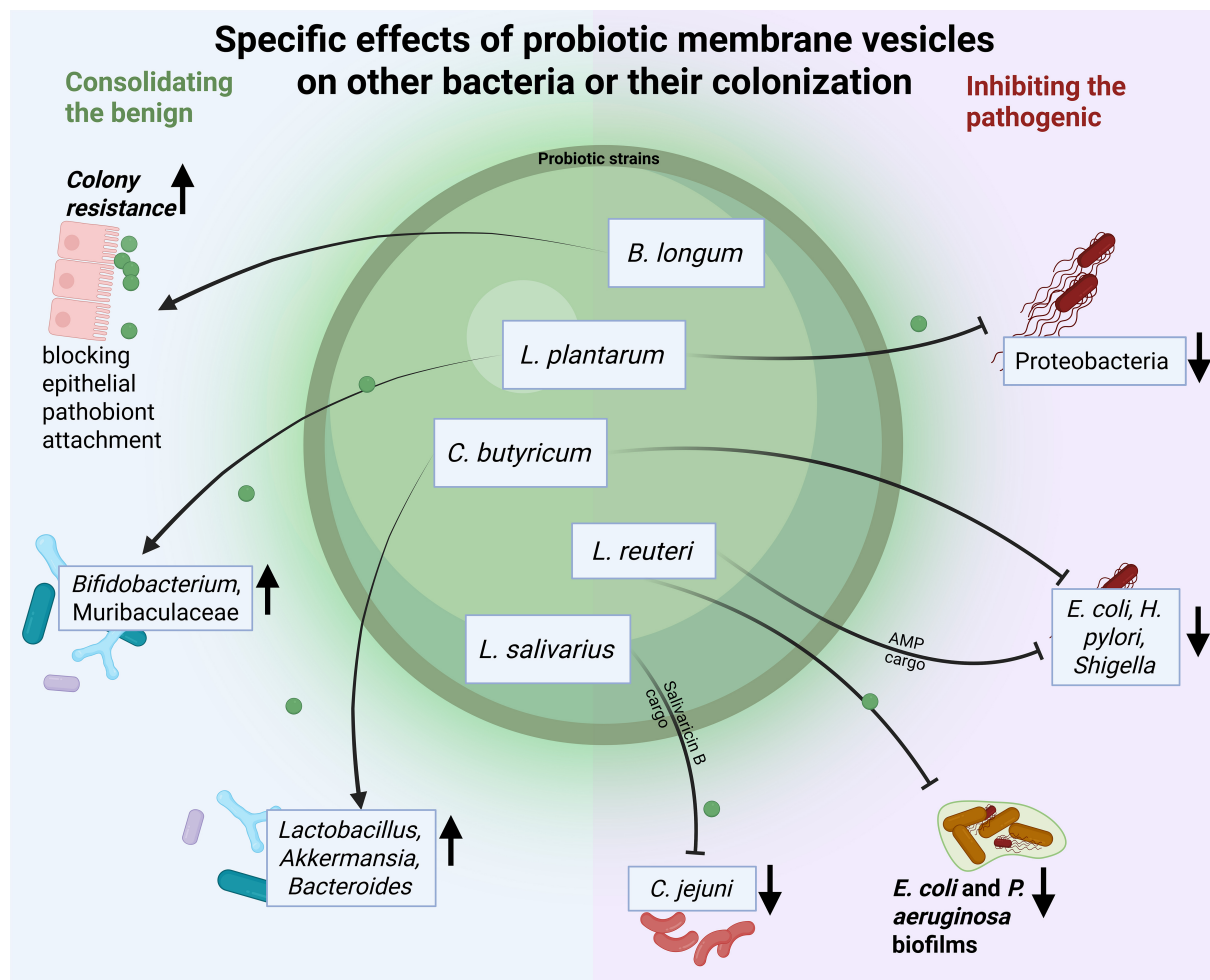 Specific effects of probiotic membrane vesicles
on other bacteria or their colonization
Consolidating
the benign
Inhibiting the
pathogenic
Probiotic strains
Colony
resistance
blocking
epithelial
pathobiont
attachment
B. longum
L. plantarum
C. butyricum
L. reuteri
L. salivarius
Proteobacteria
Bifidobacterium,
Muribaculaceae
E. coli, H.
pylori,
Shigella
AMP
cargo
Salivaricin B
cargo
Lactobacillus,
Akkermansia,
Bacteroides
C. jejuni
E. coli and P.
aeruginosa
biofilms